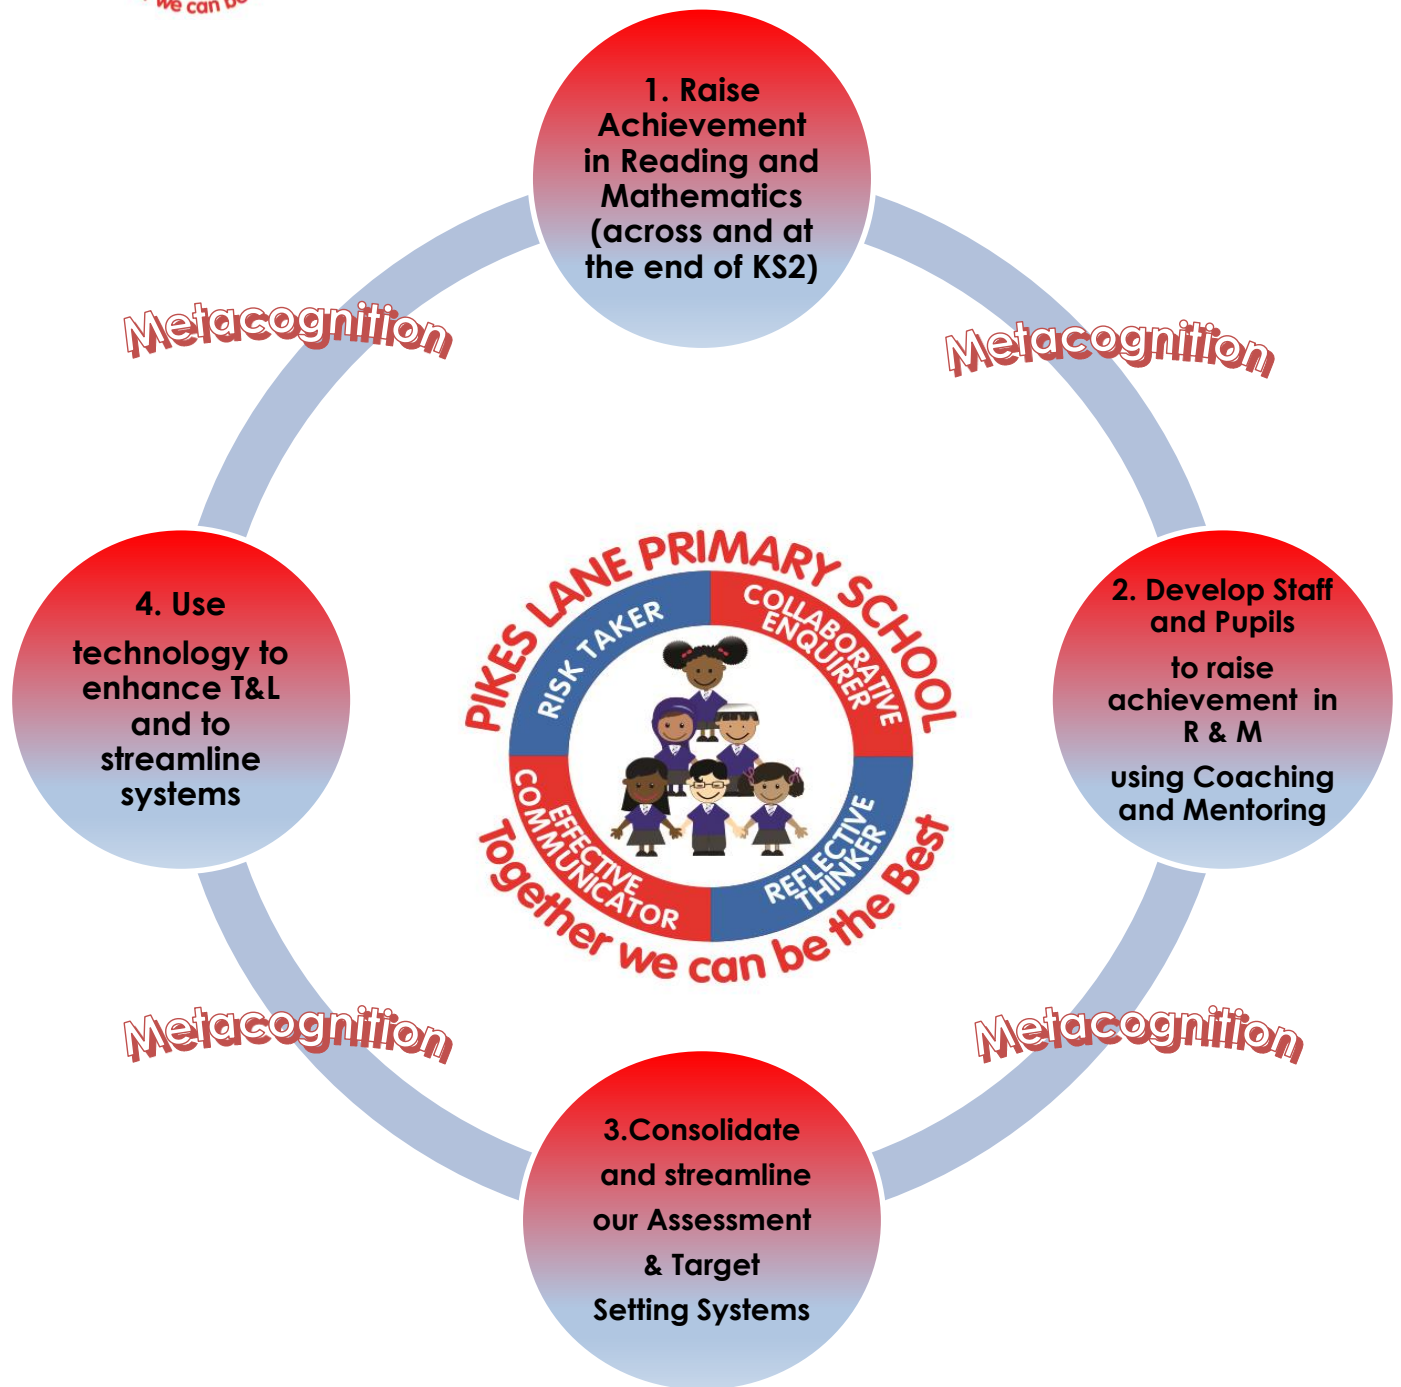 we can be
1. Raise
Achievement
in Reading and
Mathematics
(across and at
the end of KS2)
Metacognition
Metacognition
4. Use
technology to
enhance T&L
and to
streamline
systems
PIKES LANE PRIMARY SCHOOL
RISK TAKER
COLLABORATIVE
ENQUIRER
EFFECTIVE
COMMUNICATOR
REFLECTIVE
THINKER
Together we can be the Best
2. Develop Staff
and Pupils
to raise
achievement in
R & M
using Coaching
and Mentoring
Metacognition
Metacognition
3.Consolidate
and streamline
our Assessment
& Target
Setting Systems